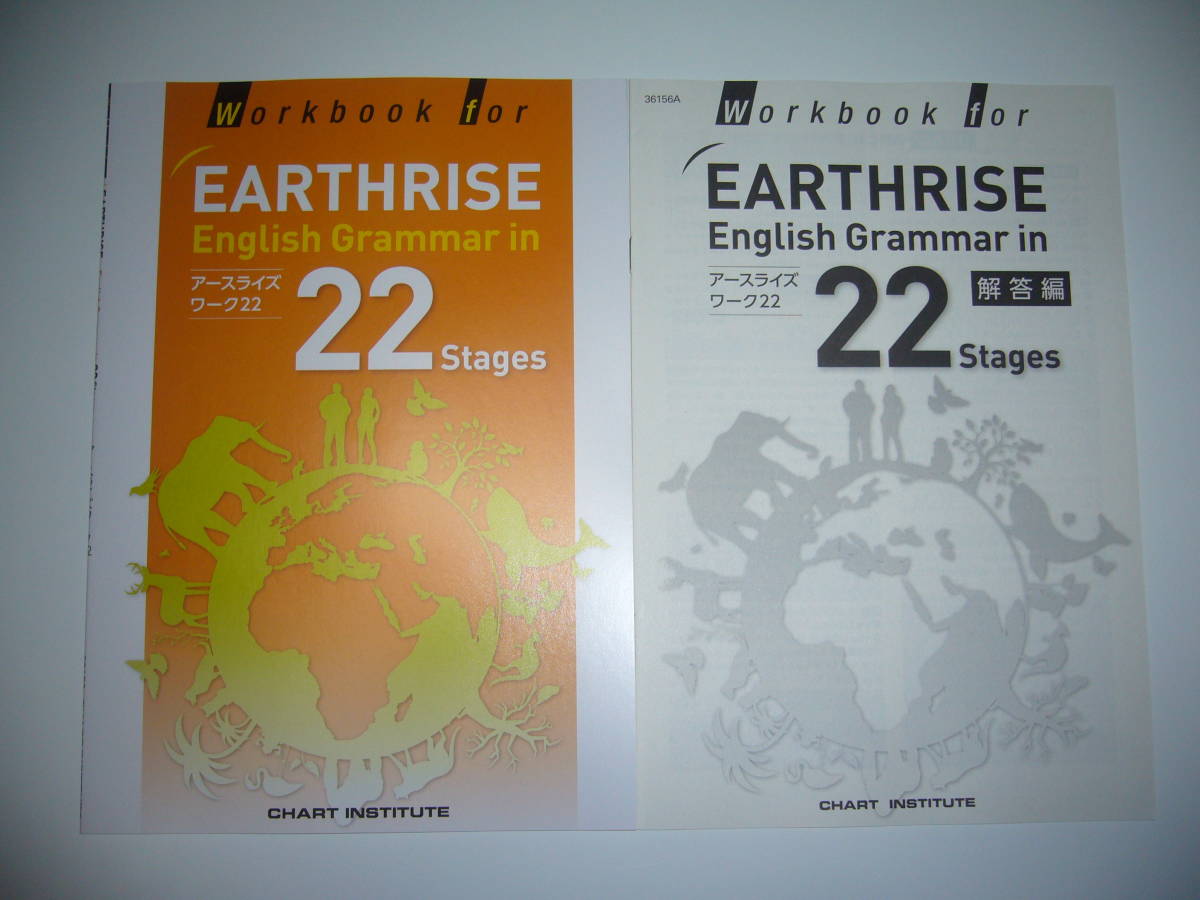 Workbook for
EARTHRISE
English Grammar in
アースライズ
ワーク22
22
Stages
CHART INSTITUTE
36156A
Workbook for
EARTHRISE
English Grammar in
アースライズ
ワーク22
22
解答編
Stages
CHART INSTITUTE